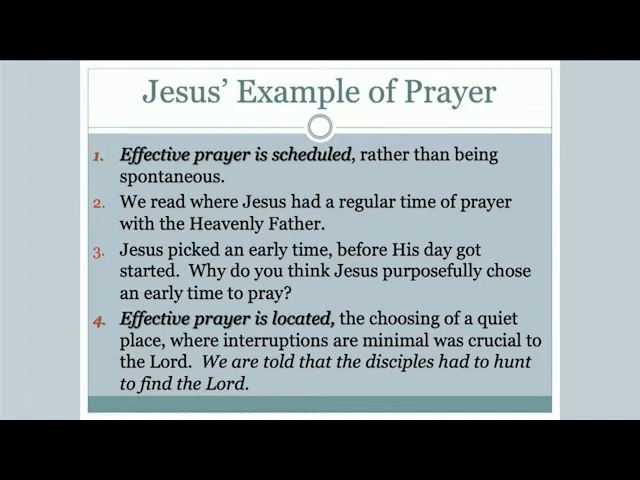 Jesus’ Example of Prayer
1. Effective prayer is scheduled, rather than being
spontaneous.
2. We read where Jesus had a regular time of prayer
with the Heavenly Father.
3. Jesus picked an early time, before His day got
started. Why do you think Jesus purposefully chose
an early time to pray?
4. Effective prayer is located, the choosing of a quiet
place, where interruptions are minimal was crucial to
the Lord. We are told that the disciples had to hunt
to find the Lord.